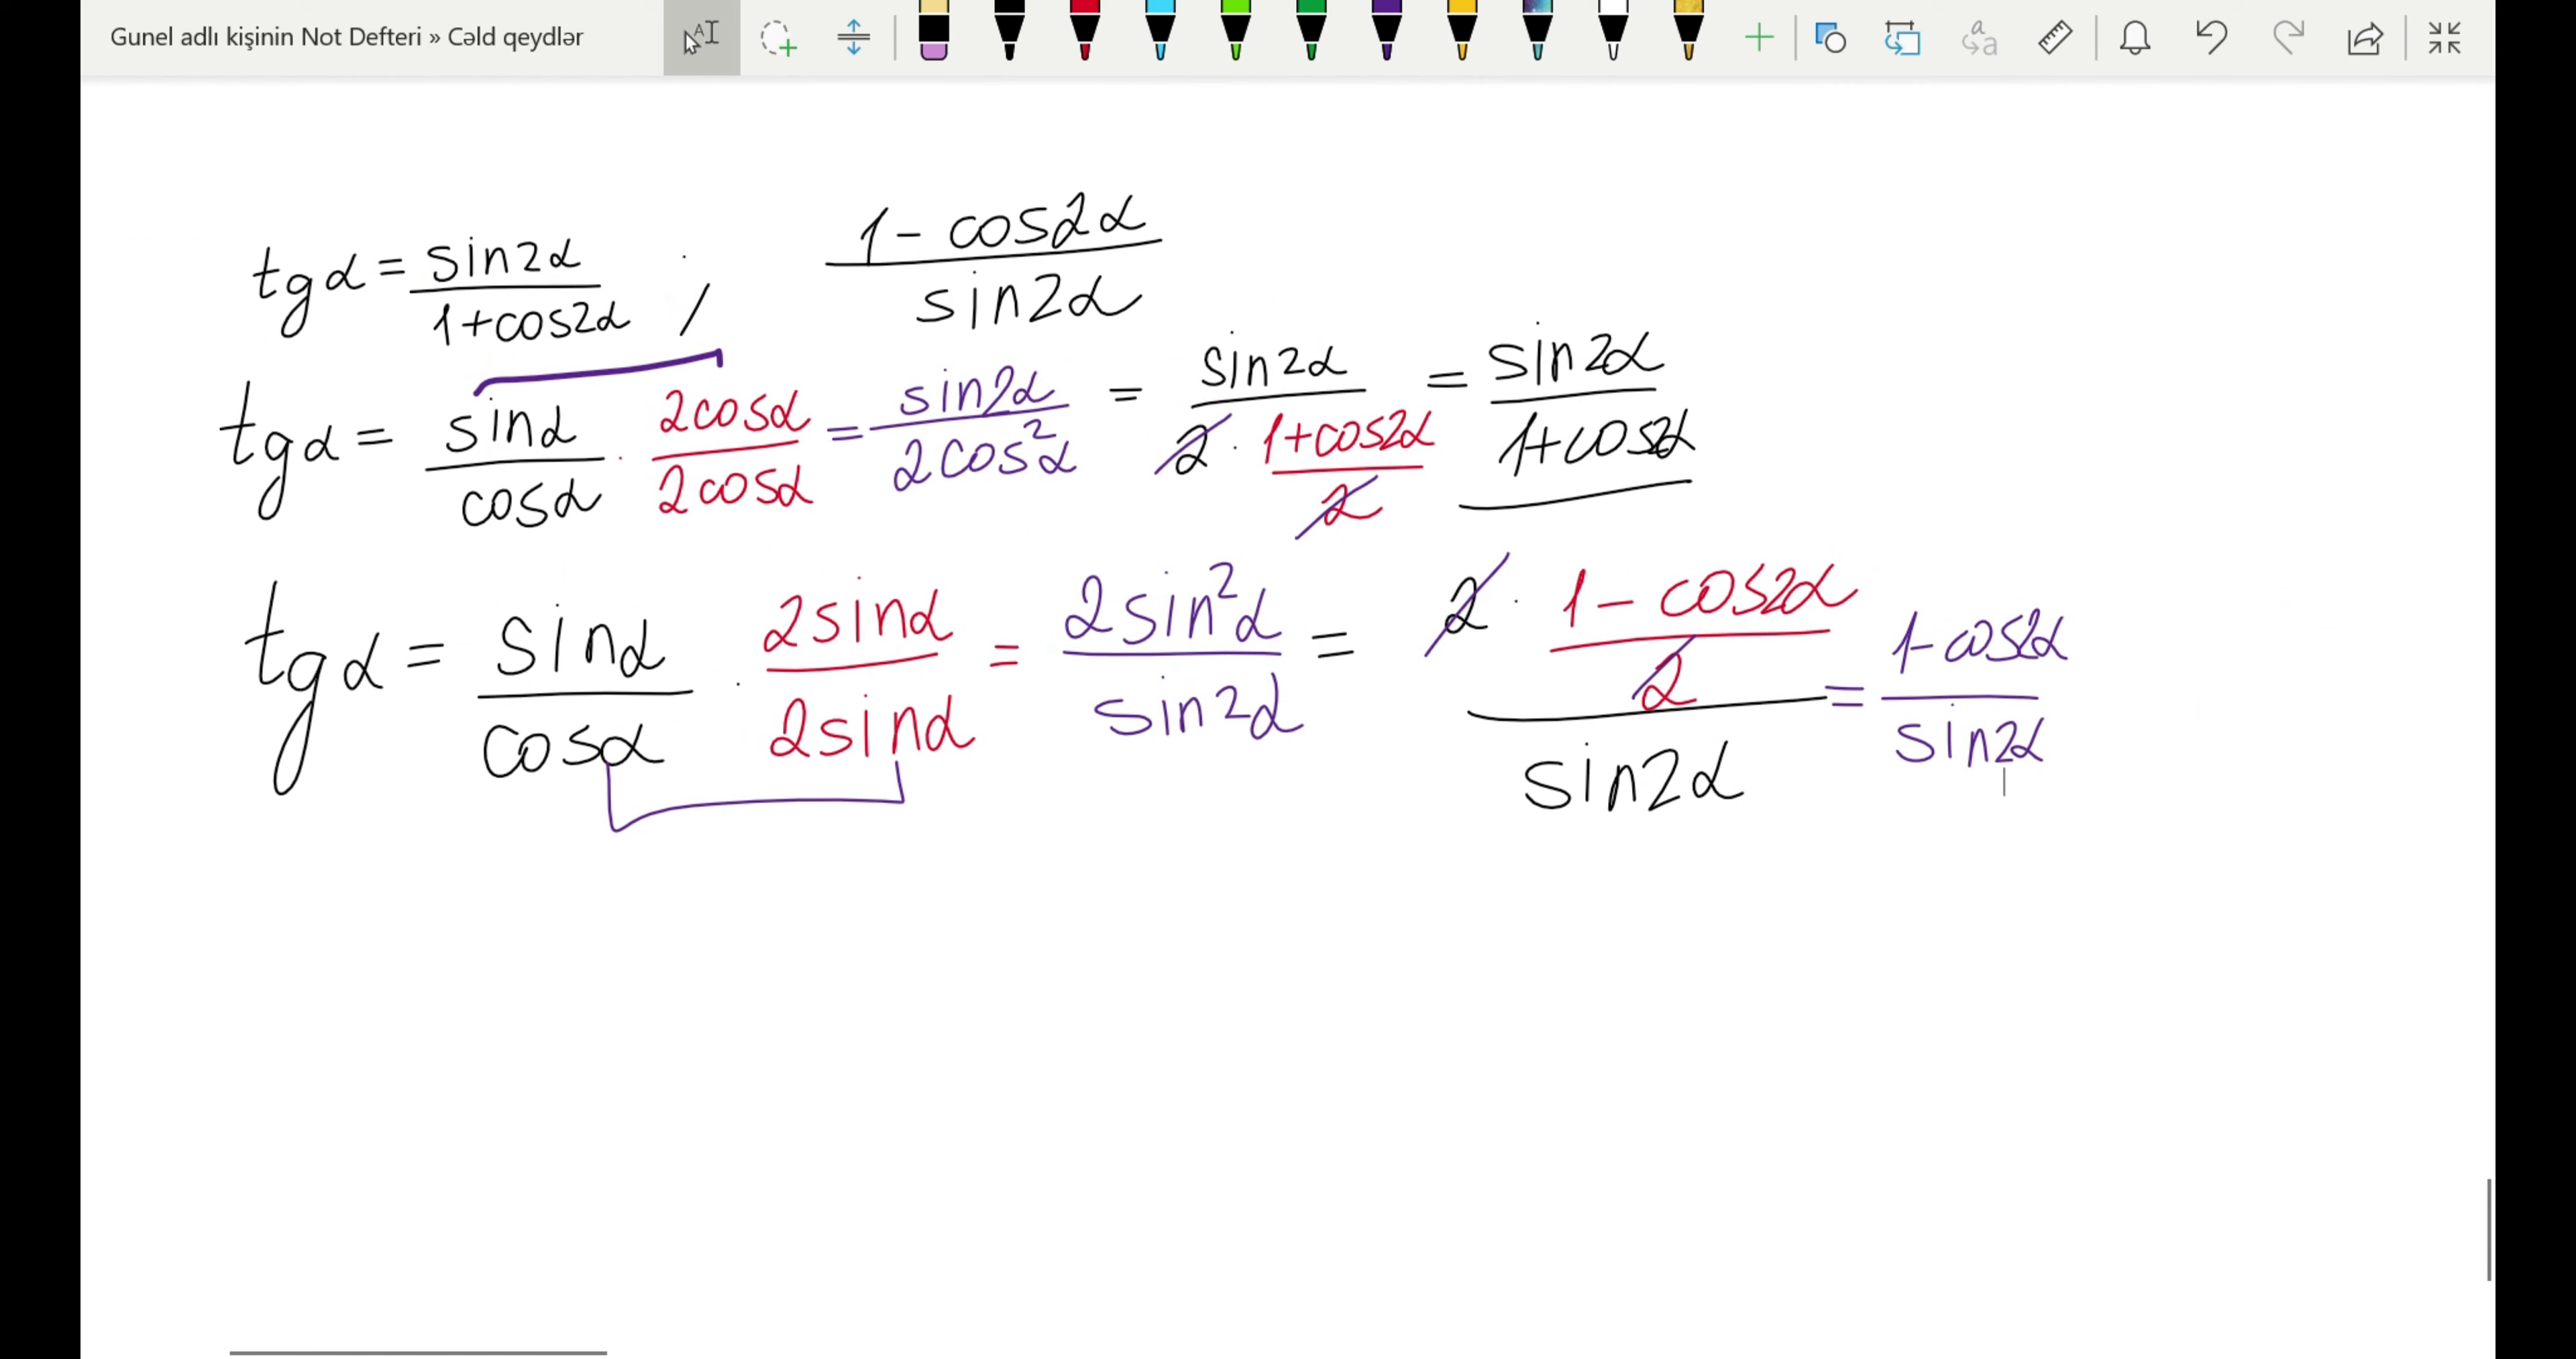 Gunel adlı kişinin Not Defteri » Cəld qeydlər
tgα = sin2α / (1+cos2α) ; (1-cos2α) / sin2α
tgα = sinα / cosα · 2cosα / 2cosα = sin2α / 2cos²α = sin2α / (2 · (1+cos2α) / 2) = sin2α / (1+cos2α)
tgα = sinα / cosα · 2sinα / 2sinα = 2sin²α / sin2α = (2 · (1-cos2α) / 2) / sin2α = (1-cos2α) / sin2α